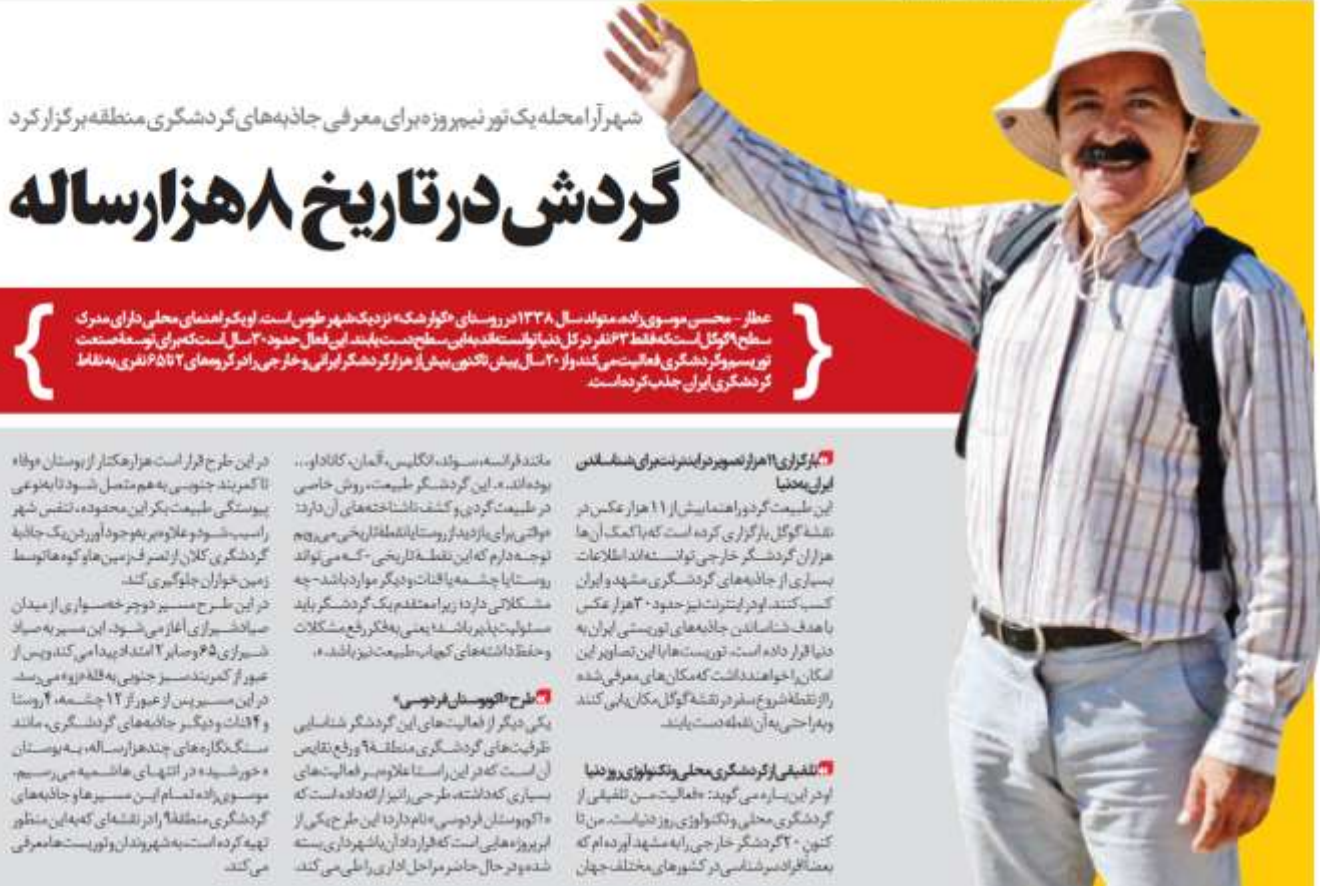 شهرآرامحله یک تور نیم‌روزه برای معرفی جاذبه‌های گردشگری منطقه برگزار کرد
گردش در تاریخ ۸هزارساله
عطار - محسن موسوی‌زاده، متولد سال ۱۳۳۸ در روستای «گوارشک» نزدیک شهر طوس است. او یک راهنمای محلی دارای مدرک
سطح ۹ گوگل است که فقط ۶۳ نفر در کل دنیا توانسته‌اند به این سطح دست یابند. این فعال حدود ۳۰ سال است که برای توسعهٔ صنعت
توریسم و گردشگری فعالیت می‌کند و از ۲۰ سال پیش تاکنون بیش از هزار گردشگر ایرانی و خارجی را در گروه‌های ۲ تا ۶۵ نفری به نقاط
گردشگری ایران جذب کرده است.
بارگزاری ۱۱ هزار تصویر در اینترنت برای شناساندن
ایران به دنیا
این طبیعت گرد و راهنما بیش از ۱۱ هزار عکس در
نقشهٔ گوگل بارگزاری کرده است که با کمک آن‌ها
هزاران گردشگر خارجی توانسته‌اند اطلاعات
بسیاری از جاذبه‌های گردشگری مشهد و ایران
کسب کنند. او در اینترنت نیز حدود ۳۰ هزار عکس
با هدف شناساندن جاذبه‌های توریستی ایران به
دنیا قرار داده است. توریست‌ها با این تصاویر این
امکان را خواهند داشت که مکان‌های معرفی شده
را از نقطهٔ شروع سفر در نقشهٔ گوگل مکان‌یابی کنند
و به راحتی به آن نقطه دست یابند.
تلفیقی از گردشگری محلی و تکنولوژی روز دنیا
او در این باره می‌گوید: «فعالیت من تلفیقی از
گردشگری محلی و تکنولوژی روز دنیاست. من تا
کنون ۲۰ گردشگر خارجی را به مشهد آورده‌ام که
بعضاً افراد سرشناسی در کشورهای مختلف جهان
مانند فرانسه، سوئد، انگلیس، آلمان، کانادا و...
بوده‌اند.». این گردشگر طبیعت، روش خاصی
در طبیعت گردی و کشف ناشناخته‌های آن دارد:
«وقتی برای بازدید از روستا یا نقطهٔ تاریخی می‌رویم
توجه دارم که این نقطهٔ تاریخی -که می‌تواند
روستا یا چشمه یا قنات و دیگر موارد باشد- چه
مشکلاتی دارد؛ زیرا معتقدم یک گردشگر باید
مسئولیت‌پذیر باشد؛ یعنی به فکر رفع مشکلات
و حفظ داشته‌های کمیاب طبیعت نیز باشد.».
طرح «اکوبوستان فردوسی»
یکی دیگر از فعالیت‌های این گردشگر شناسایی
ظرفیت‌های گردشگری منطقهٔ ۹ و رفع نقایص
آن است که در این راستا علاوه بر فعالیت‌های
بسیاری که داشته، طرحی را نیز ارائه داده است که
«اکوبوستان فردوسی» نام دارد؛ این طرح یکی از
ابرپروژه‌هایی است که قرارداد آن با شهرداری بسته
شده و در حال حاضر مراحل اداری را طی می‌کند.
در این طرح قرار است هزار هکتار از بوستان «وفا»
تا کمربند جنوبی به هم متصل شود تا به نوعی
پیوستگی طبیعت بکر این محدوده، تنفس شهر
را سبب شود و علاوه بر به وجود آوردن یک جاذبهٔ
گردشگری کلان از تصرف زمین‌ها و کوه‌ها توسط
زمین‌خواران جلوگیری کند.
در این طرح مسیر دوچرخه‌سواری از میدان
صیادشیرازی آغاز می‌شود. این مسیر به صیاد
شیرازی ۶۵ و صابر ۲ امتداد پیدا می‌کند و پس از
عبور از کمربند سبز جنوبی به قلهٔ «زو» می‌رسد.
در این مسیر پس از عبور از ۱۲ چشمه، ۴ روستا
و ۴ قنات و دیگر جاذبه‌های گردشگری، مانند
سنگ‌نگاره‌های چندهزارساله، به بوستان
«خورشید» در انتهای هاشمیه می‌رسیم.
موسوی‌زاده تمام این مسیرها و جاذبه‌های
گردشگری منطقهٔ ۹ را در نقشه‌ای که به این منظور
تهیه کرده است، به شهروندان و توریست‌ها معرفی
می‌کند.